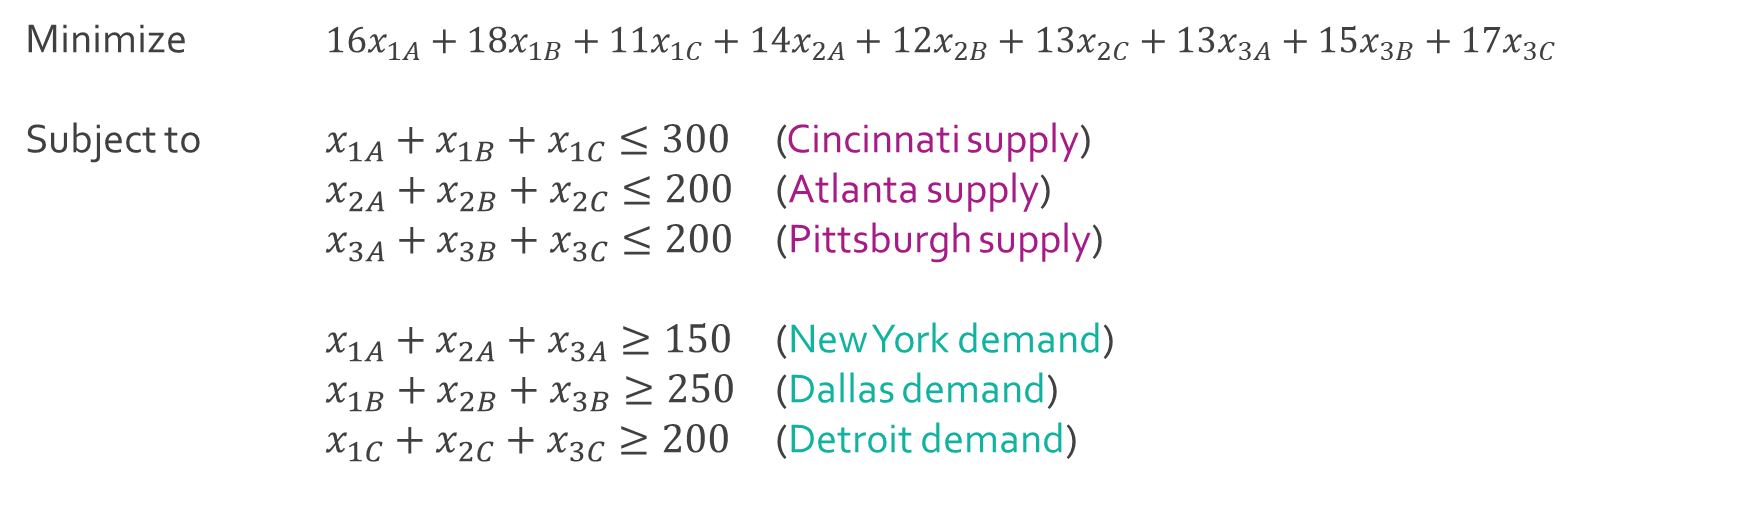 Minimize 16x₁A + 18x₁B + 11x₁C + 14x₂A + 12x₂B + 13x₂C + 13x₃A + 15x₃B + 17x₃C
Subject to x₁A + x₁B + x₁C ≤ 300 (Cincinnati supply)
x₂A + x₂B + x₂C ≤ 200 (Atlanta supply)
x₃A + x₃B + x₃C ≤ 200 (Pittsburgh supply)
x₁A + x₂A + x₃A ≥ 150 (New York demand)
x₁B + x₂B + x₃B ≥ 250 (Dallas demand)
x₁C + x₂C + x₃C ≥ 200 (Detroit demand)